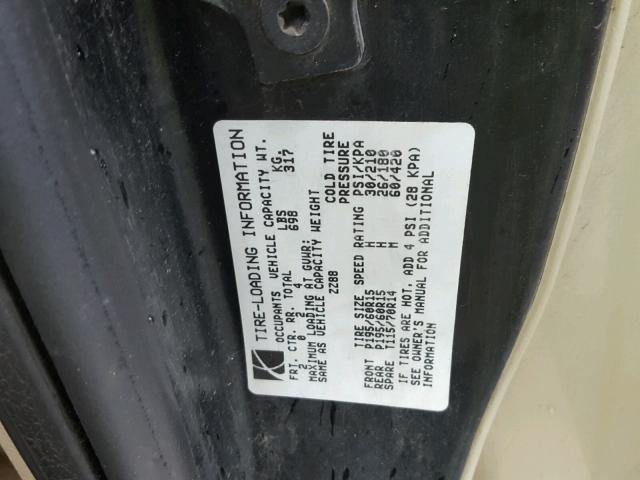 TIRE-LOADING INFORMATION
OCCUPANTS VEHICLE CAPACITY WT.
FRT. CTR. RR. TOTAL LBS KG.
2 0 2 4 698 317
MAXIMUM LOADING AT GVWR:
SAME AS VEHICLE CAPACITY WEIGHT
ZZ88 COLD TIRE
PRESSURE
TIRE SIZE SPEED RATING PSI/KPA
FRONT P195/60R15 H 30/210
REAR P195/60R15 H 26/180
SPARE T115/70R14 M 60/420
IF TIRES ARE HOT, ADD 4 PSI (28 KPA)
SEE OWNER'S MANUAL FOR ADDITIONAL
INFORMATION